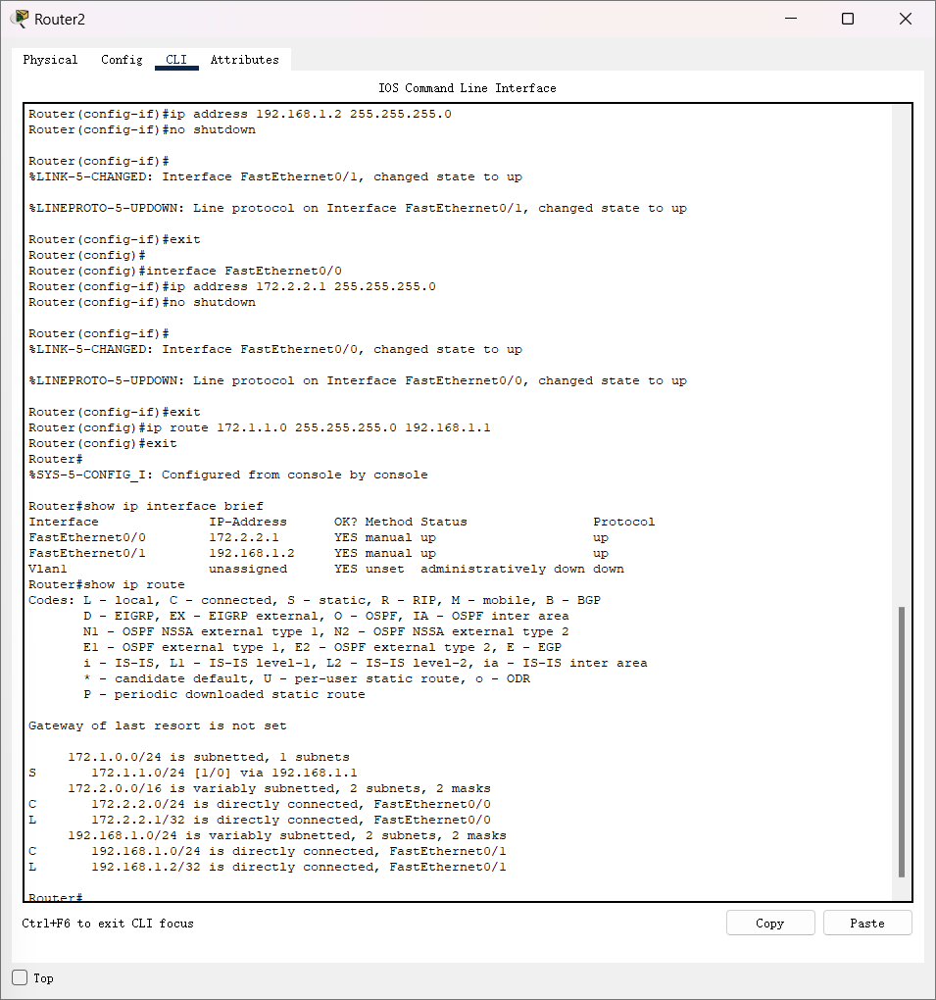 Router2
Physical Config CLI Attributes
IOS Command Line Interface
Router(config-if)#ip address 192.168.1.2 255.255.255.0
Router(config-if)#no shutdown
Router(config-if)#
%LINK-5-CHANGED: Interface FastEthernet0/1, changed state to up
%LINEPROTO-5-UPDOWN: Line protocol on Interface FastEthernet0/1, changed state to up
Router(config-if)#exit
Router(config)#
Router(config)#interface FastEthernet0/0
Router(config-if)#ip address 172.2.2.1 255.255.255.0
Router(config-if)#no shutdown
Router(config-if)#
%LINK-5-CHANGED: Interface FastEthernet0/0, changed state to up
%LINEPROTO-5-UPDOWN: Line protocol on Interface FastEthernet0/0, changed state to up
Router(config-if)#exit
Router(config)#ip route 172.1.1.0 255.255.255.0 192.168.1.1
Router(config)#exit
Router#
%SYS-5-CONFIG_I: Configured from console by console
Router#show ip interface brief
Interface IP-Address OK? Method Status Protocol
FastEthernet0/0 172.2.2.1 YES manual up up
FastEthernet0/1 192.168.1.2 YES manual up up
Vlan1 unassigned YES unset administratively down down
Router#show ip route
Codes: L - local, C - connected, S - static, R - RIP, M - mobile, B - BGP
D - EIGRP, EX - EIGRP external, O - OSPF, IA - OSPF inter area
N1 - OSPF NSSA external type 1, N2 - OSPF NSSA external type 2
E1 - OSPF external type 1, E2 - OSPF external type 2, E - EGP
i - IS-IS, L1 - IS-IS level-1, L2 - IS-IS level-2, ia - IS-IS inter area
* - candidate default, U - per-user static route, o - ODR
P - periodic downloaded static route
Gateway of last resort is not set
172.1.0.0/24 is subnetted, 1 subnets
S 172.1.1.0/24 [1/0] via 192.168.1.1
172.2.0.0/16 is variably subnetted, 2 subnets, 2 masks
C 172.2.2.0/24 is directly connected, FastEthernet0/0
L 172.2.2.1/32 is directly connected, FastEthernet0/0
192.168.1.0/24 is variably subnetted, 2 subnets, 2 masks
C 192.168.1.0/24 is directly connected, FastEthernet0/1
L 192.168.1.2/32 is directly connected, FastEthernet0/1
Router#
Ctrl+F6 to exit CLI focus
Copy Paste
Top